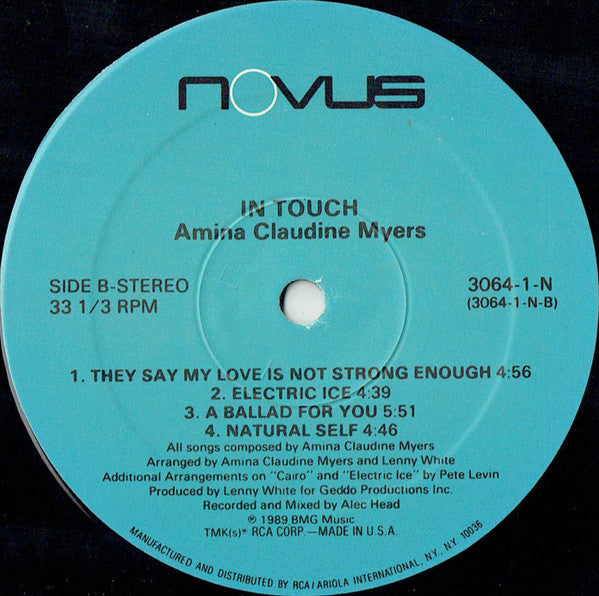 NOVUS
IN TOUCH
Amina Claudine Myers
SIDE B-STEREO
33 1/3 RPM
3064-1-N
(3064-1-N-B)
1. THEY SAY MY LOVE IS NOT STRONG ENOUGH 4:56
2. ELECTRIC ICE 4:39
3. A BALLAD FOR YOU 5:51
4. NATURAL SELF 4:46
All songs composed by Amina Claudine Myers
Arranged by Amina Claudine Myers and Lenny White
Additional Arrangements on "Cairo" and "Electric Ice" by Pete Levin
Produced by Lenny White for Geddo Productions Inc.
Recorded and Mixed by Alec Head
℗ 1989 BMG Music
TMK(s)® RCA CORP.—MADE IN U.S.A.
MANUFACTURED AND DISTRIBUTED BY RCA/ARIOLA INTERNATIONAL, N.Y., N.Y. 10036